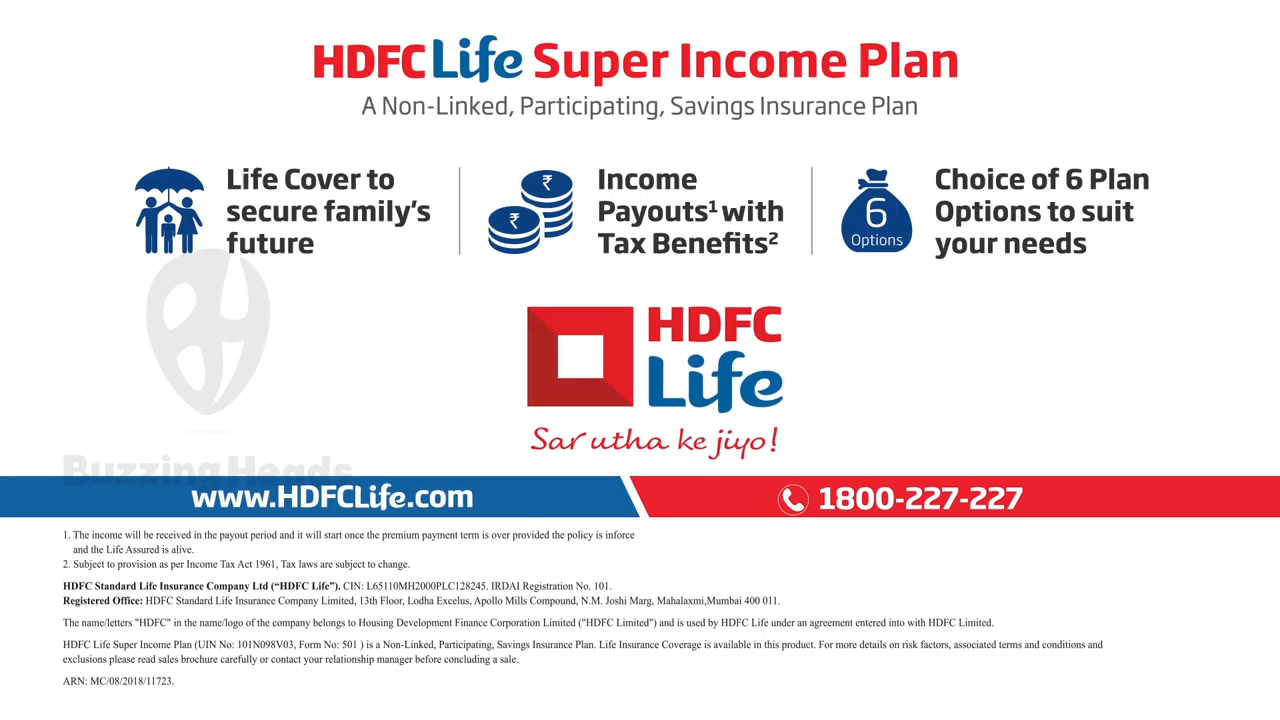 HDFC Life Super Income Plan
A Non-Linked, Participating, Savings Insurance Plan
Life Cover to
secure family's
future
₹
₹
Income
Payouts¹ with
Tax Benefits²
6
Options
Choice of 6 Plan
Options to suit
your needs
HDFC
Life
Sar utha ke jiyo!
Buzzing Heads
www.HDFCLife.com
1800-227-227
1. The income will be received in the payout period and it will start once the premium payment term is over provided the policy is inforce
and the Life Assured is alive.
2. Subject to provision as per Income Tax Act 1961, Tax laws are subject to change.
HDFC Standard Life Insurance Company Ltd (“HDFC Life”). CIN: L65110MH2000PLC128245. IRDAI Registration No. 101.
Registered Office: HDFC Standard Life Insurance Company Limited, 13th Floor, Lodha Excelus, Apollo Mills Compound, N.M. Joshi Marg, Mahalaxmi,Mumbai 400 011.
The name/letters "HDFC" in the name/logo of the company belongs to Housing Development Finance Corporation Limited ("HDFC Limited") and is used by HDFC Life under an agreement entered into with HDFC Limited.
HDFC Life Super Income Plan (UIN No: 101N098V03, Form No: 501 ) is a Non-Linked, Participating, Savings Insurance Plan. Life Insurance Coverage is available in this product. For more details on risk factors, associated terms and conditions and
exclusions please read sales brochure carefully or contact your relationship manager before concluding a sale.
ARN: MC/08/2018/11723.